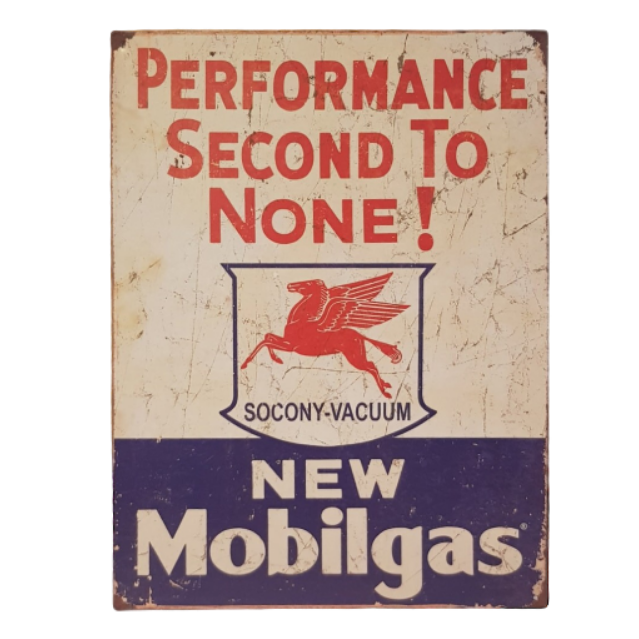 PERFORMANCE
SECOND TO
NONE!
SOCONY-VACUUM
NEW
Mobilgas®